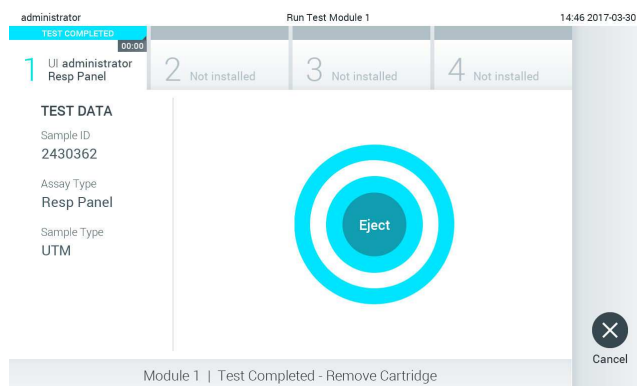 administrator
Run Test Module 1
14:46 2017-03-30
TEST COMPLETED
00:00
1
UI administrator
Resp Panel
2 Not installed
3 Not installed
4 Not installed
TEST DATA
Sample ID
2430362
Assay Type
Resp Panel
Sample Type
UTM
Eject
Cancel
Module 1 | Test Completed - Remove Cartridge